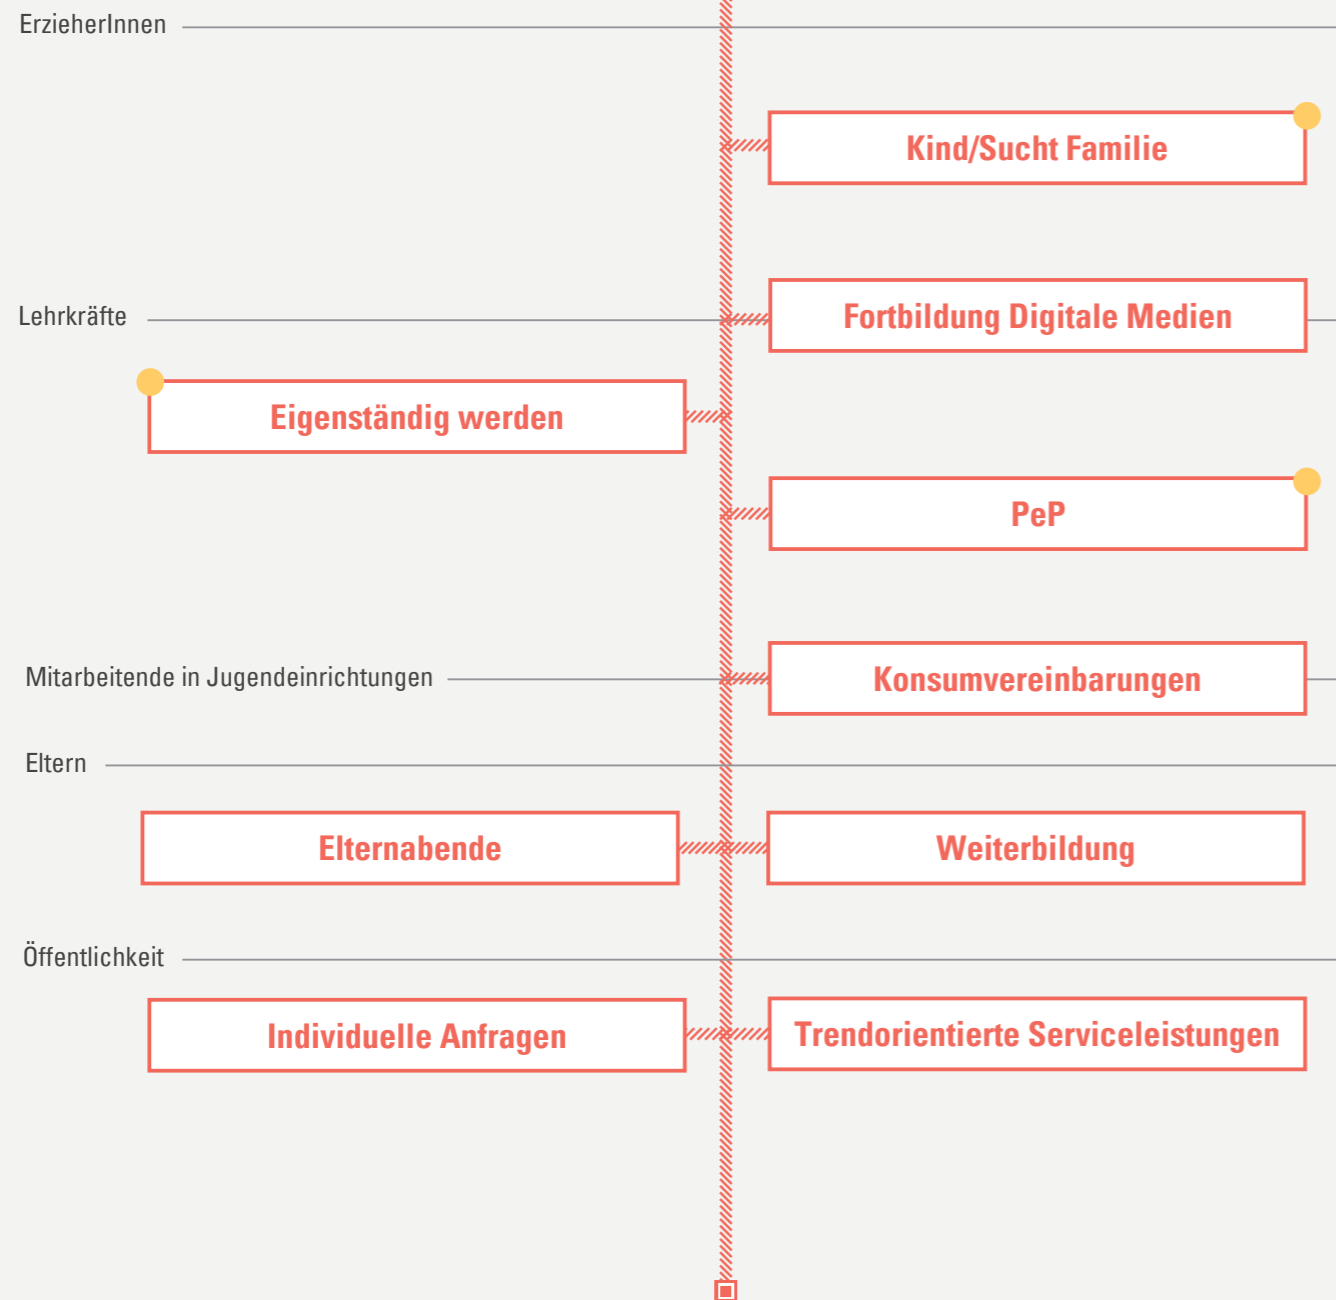 ErzieherInnen
Kind/Sucht Familie
Lehrkräfte
Fortbildung Digitale Medien
Eigenständig werden
PeP
Mitarbeitende in Jugendeinrichtungen
Konsumvereinbarungen
Eltern
Elternabende
Weiterbildung
Öffentlichkeit
Individuelle Anfragen
Trendorientierte Serviceleistungen